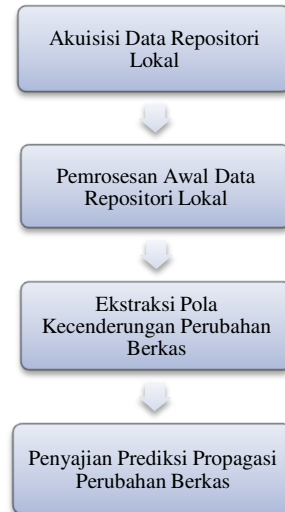 Akuisisi Data Repositori
Lokal
Pemrosesan Awal Data
Repositori Lokal
Ekstraksi Pola
Kecenderungan Perubahan
Berkas
Penyajian Prediksi Propagasi
Perubahan Berkas